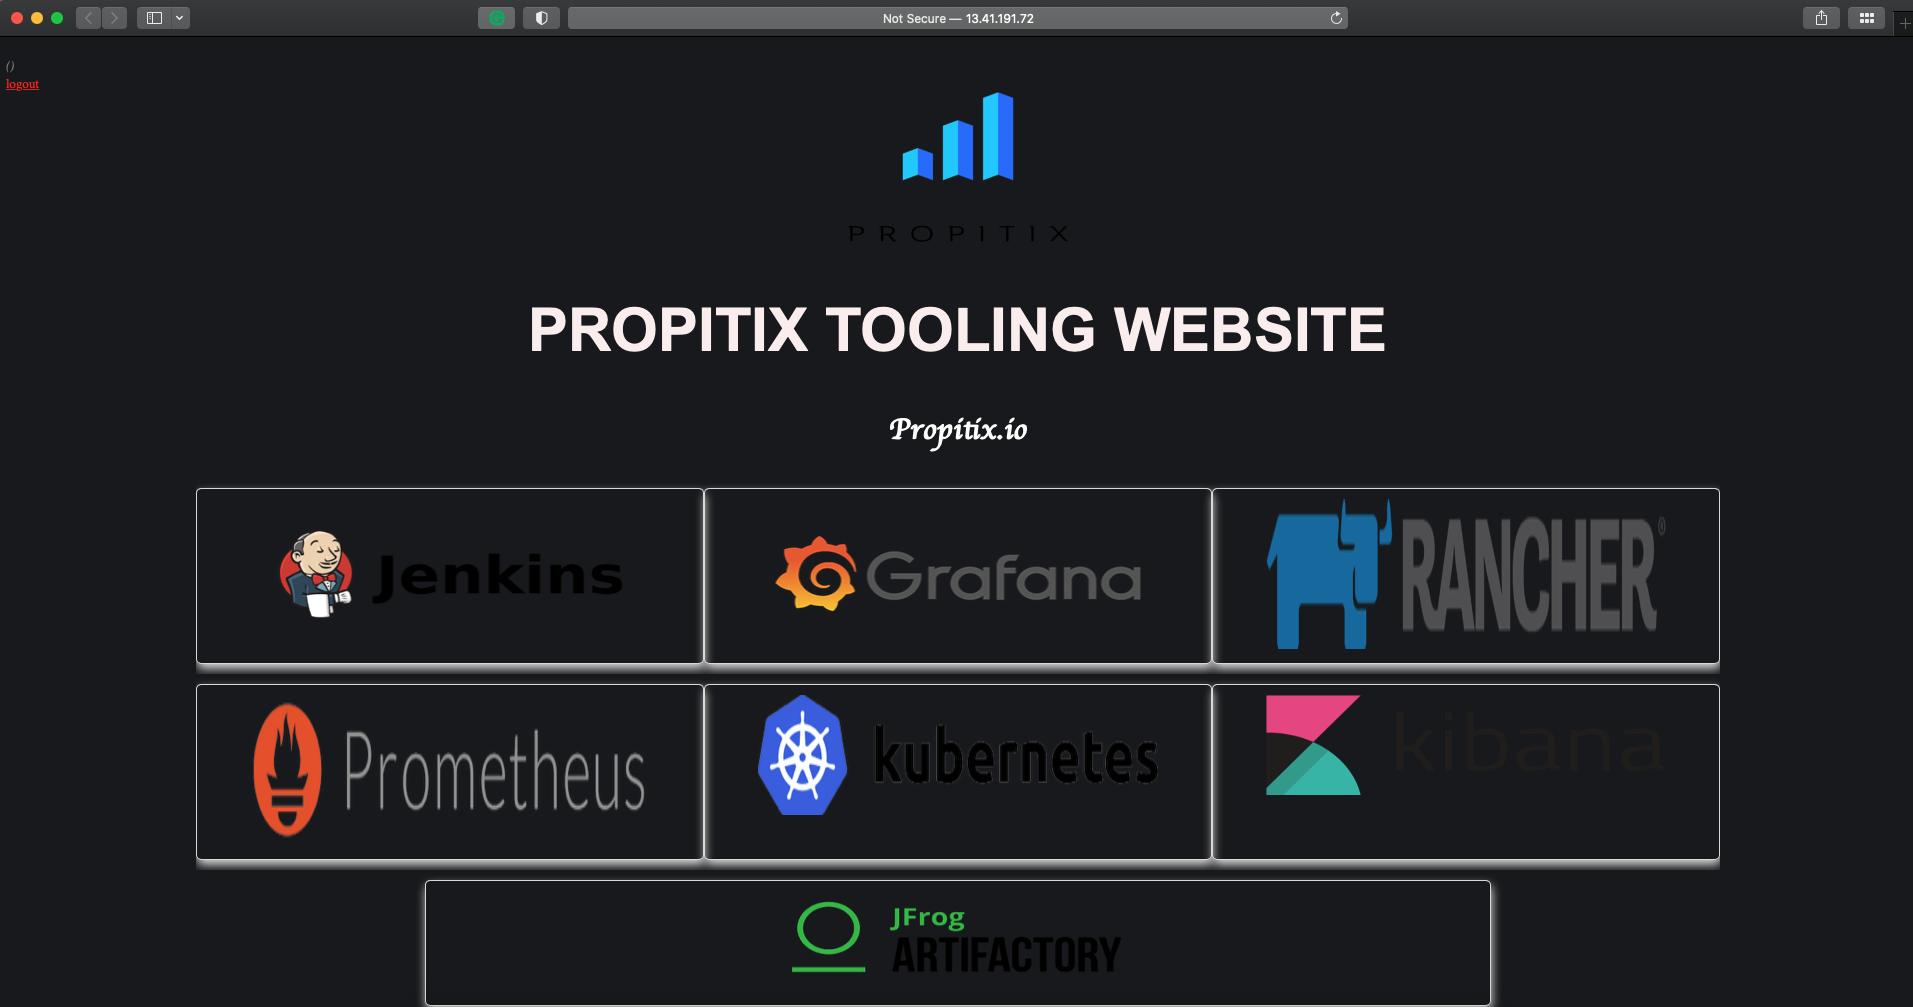 Not Secure — 13.41.191.72
()
logout
PROPITIX
PROPITIX TOOLING WEBSITE
Propitix.io
Jenkins
Grafana
RANCHER®
Prometheus
kubernetes
kibana
JFrog
ARTIFACTORY